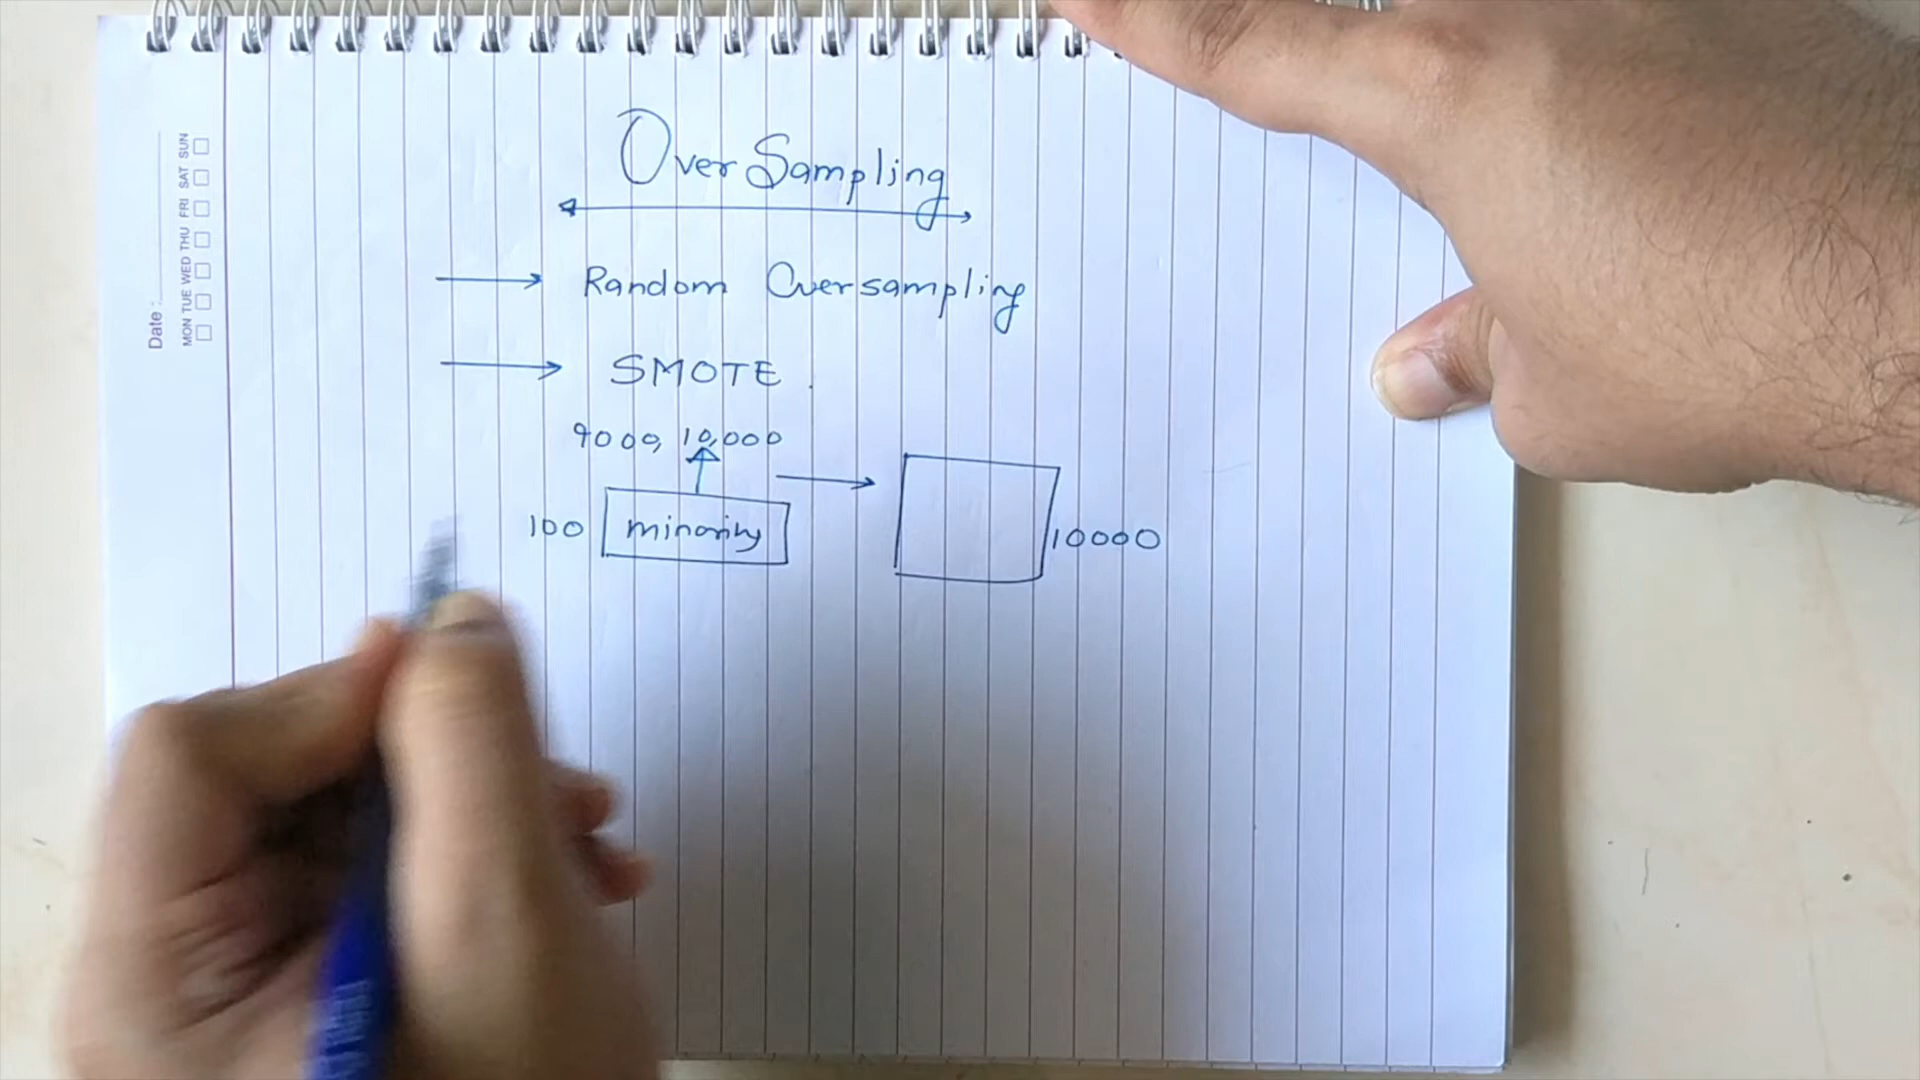 Over Sampling
Random Oversampling
SMOTE
9000, 10,000
100 minority 10000
Date :
MON TUE WED THU FRI SAT SUN